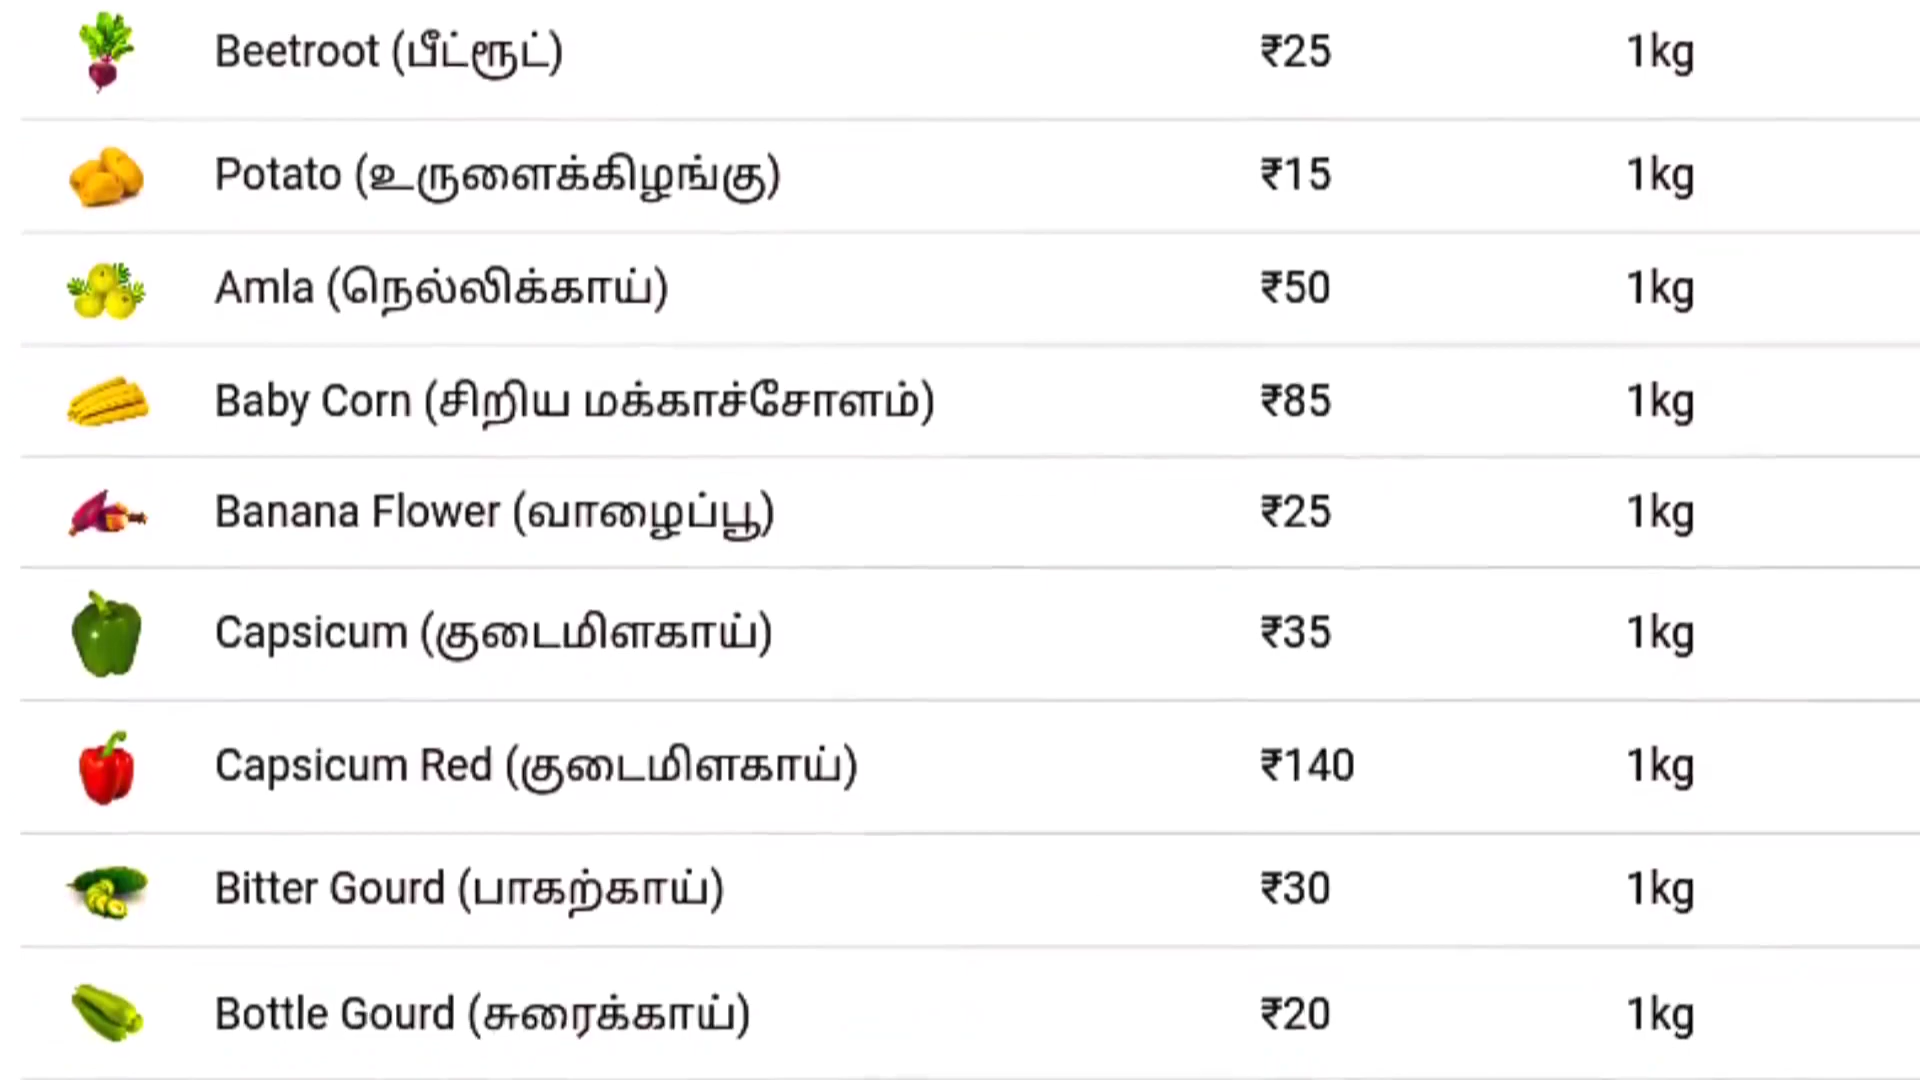 Beetroot (பீட்ரூட்) ₹25 1kg
Potato (உருளைக்கிழங்கு) ₹15 1kg
Amla (நெல்லிக்காய்) ₹50 1kg
Baby Corn (சிறிய மக்காச்சோளம்) ₹85 1kg
Banana Flower (வாழைப்பூ) ₹25 1kg
Capsicum (குடைமிளகாய்) ₹35 1kg
Capsicum Red (குடைமிளகாய்) ₹140 1kg
Bitter Gourd (பாகற்காய்) ₹30 1kg
Bottle Gourd (சுரைக்காய்) ₹20 1kg